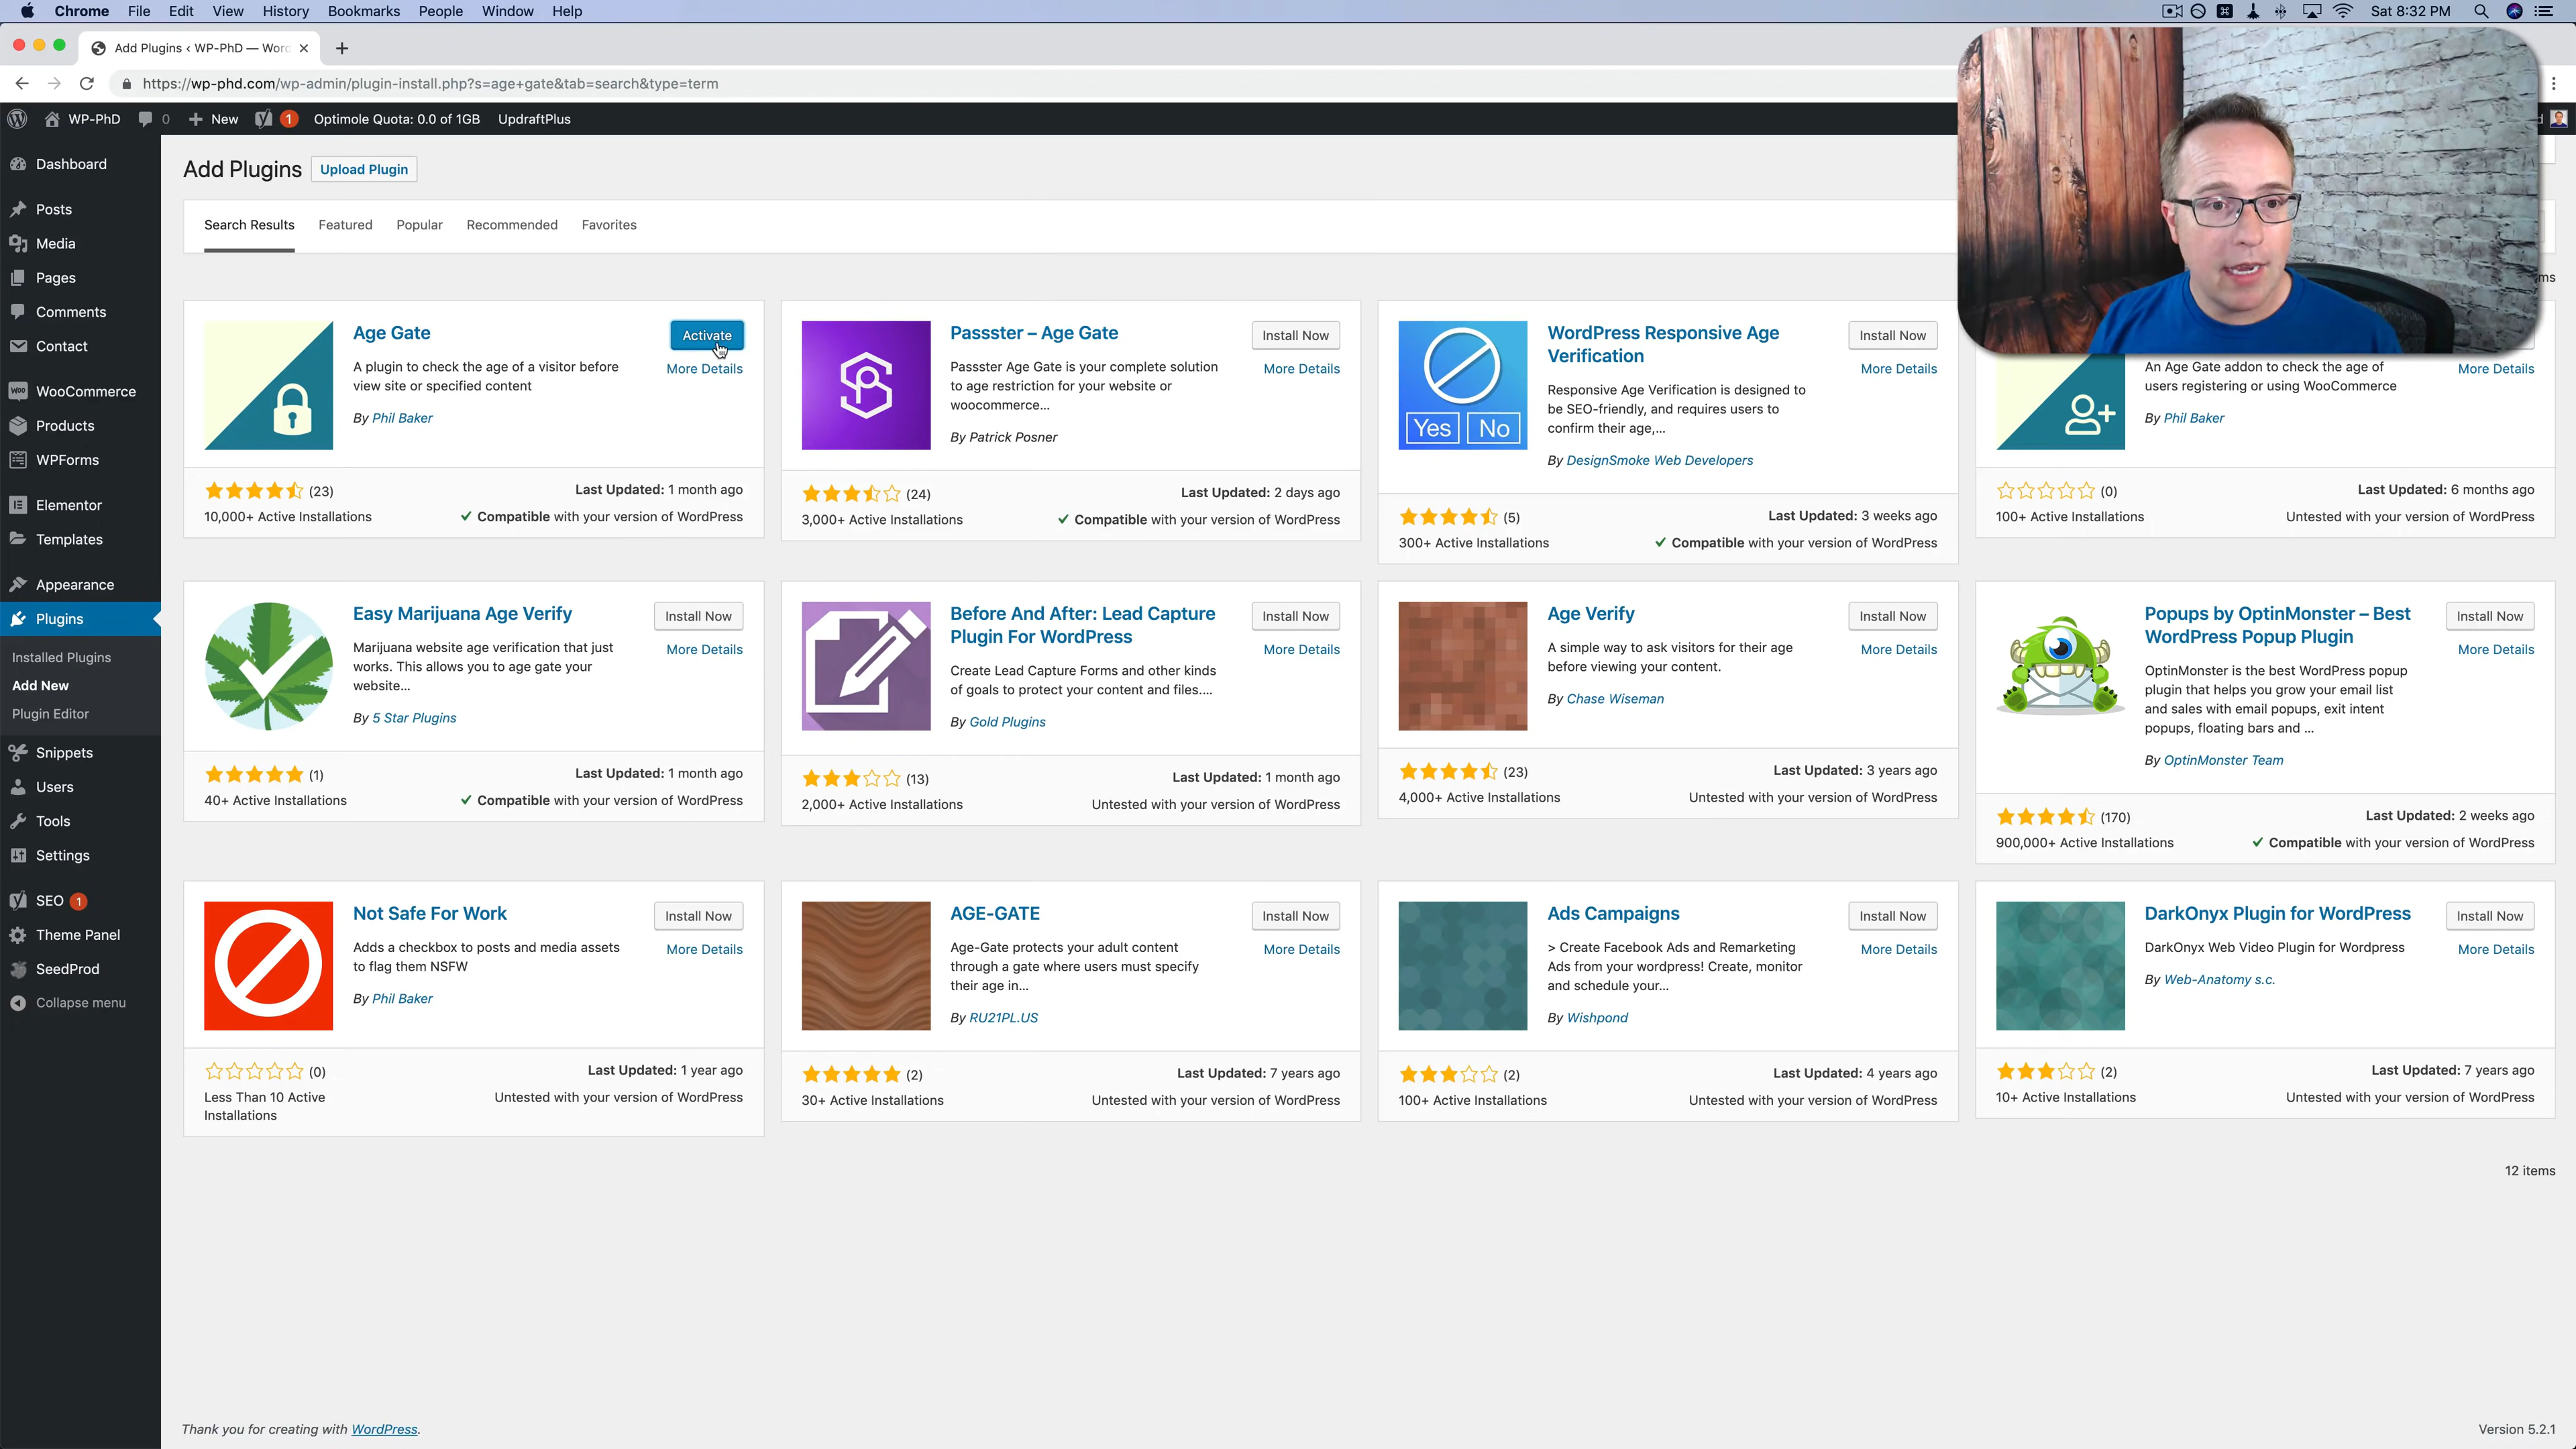 Chrome File Edit View History Bookmarks People Window Help
Sat 8:32 PM
Add Plugins ‹ WP-PhD — Word
https://wp-phd.com/wp-admin/plugin-install.php?s=age+gate&tab=search&type=term
WP-PhD 0 New 1 Optimole Quota: 0.0 of 1GB UpdraftPlus
Dashboard
Posts
Media
Pages
Comments
Contact
WooCommerce
Products
WPForms
Elementor
Templates
Appearance
Plugins
Installed Plugins
Add New
Plugin Editor
Snippets
Users
Tools
Settings
SEO 1
Theme Panel
SeedProd
Collapse menu
Add Plugins Upload Plugin
Search Results Featured Popular Recommended Favorites
Age Gate
Activate
More Details
A plugin to check the age of a visitor before
view site or specified content
By Phil Baker
(23)
Last Updated: 1 month ago
10,000+ Active Installations
Compatible with your version of WordPress
Passster – Age Gate
Install Now
More Details
Passster Age Gate is your complete solution
to age restriction for your website or
woocommerce...
By Patrick Posner
(24)
Last Updated: 2 days ago
3,000+ Active Installations
Compatible with your version of WordPress
Yes No
WordPress Responsive Age
Verification
Install Now
More Details
Responsive Age Verification is designed to
be SEO-friendly, and requires users to
confirm their age,...
By DesignSmoke Web Developers
(5)
Last Updated: 3 weeks ago
300+ Active Installations
Compatible with your version of WordPress
More Details
An Age Gate addon to check the age of
users registering or using WooCommerce
By Phil Baker
(0)
Last Updated: 6 months ago
100+ Active Installations
Untested with your version of WordPress
Easy Marijuana Age Verify
Install Now
More Details
Marijuana website age verification that just
works. This allows you to age gate your
website...
By 5 Star Plugins
(1)
Last Updated: 1 month ago
40+ Active Installations
Compatible with your version of WordPress
Before And After: Lead Capture
Plugin For WordPress
Install Now
More Details
Create Lead Capture Forms and other kinds
of goals to protect your content and files....
By Gold Plugins
(13)
Last Updated: 1 month ago
2,000+ Active Installations
Untested with your version of WordPress
Age Verify
Install Now
More Details
A simple way to ask visitors for their age
before viewing your content.
By Chase Wiseman
(23)
Last Updated: 3 years ago
4,000+ Active Installations
Untested with your version of WordPress
Popups by OptinMonster – Best
WordPress Popup Plugin
Install Now
More Details
OptinMonster is the best WordPress popup
plugin that helps you grow your email list
and sales with email popups, exit intent
popups, floating bars and ...
By OptinMonster Team
(170)
Last Updated: 2 weeks ago
900,000+ Active Installations
Compatible with your version of WordPress
Not Safe For Work
Install Now
More Details
Adds a checkbox to posts and media assets
to flag them NSFW
By Phil Baker
(0)
Last Updated: 1 year ago
Less Than 10 Active
Installations
Untested with your version of WordPress
AGE-GATE
Install Now
More Details
Age-Gate protects your adult content
through a gate where users must specify
their age in...
By RU21PL.US
(2)
Last Updated: 7 years ago
30+ Active Installations
Untested with your version of WordPress
Ads Campaigns
Install Now
More Details
> Create Facebook Ads and Remarketing
Ads from your wordpress! Create, monitor
and schedule your...
By Wishpond
(2)
Last Updated: 4 years ago
100+ Active Installations
Untested with your version of WordPress
DarkOnyx Plugin for WordPress
Install Now
More Details
DarkOnyx Web Video Plugin for Wordpress
By Web-Anatomy s.c.
(2)
Last Updated: 7 years ago
10+ Active Installations
Untested with your version of WordPress
12 items
Thank you for creating with WordPress.
Version 5.2.1